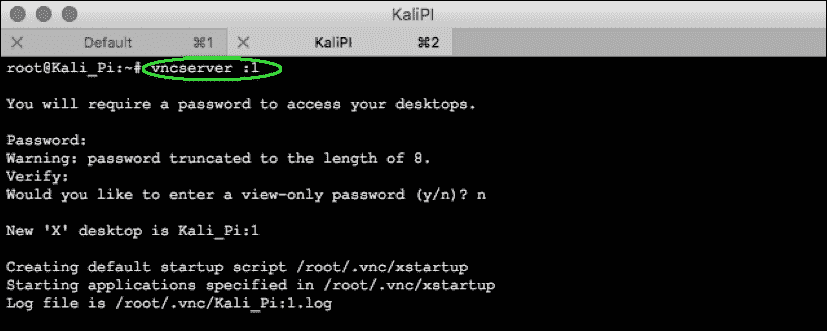 KaliPI
Default ⌘1 KaliPI ⌘2
root@Kali_Pi:~# vncserver :1
You will require a password to access your desktops.
Password:
Warning: password truncated to the length of 8.
Verify:
Would you like to enter a view-only password (y/n)? n
New 'X' desktop is Kali_Pi:1
Creating default startup script /root/.vnc/xstartup
Starting applications specified in /root/.vnc/xstartup
Log file is /root/.vnc/Kali_Pi:1.log